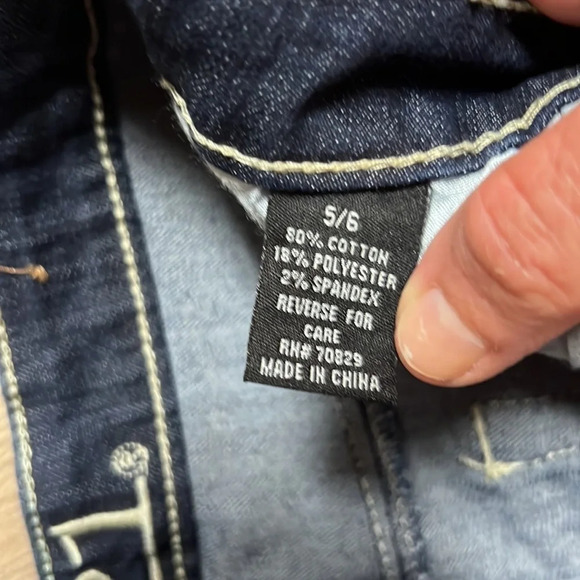 5/6
80% COTTON
18% POLYESTER
2% SPANDEX
REVERSE FOR
CARE
RN# 70829
MADE IN CHINA